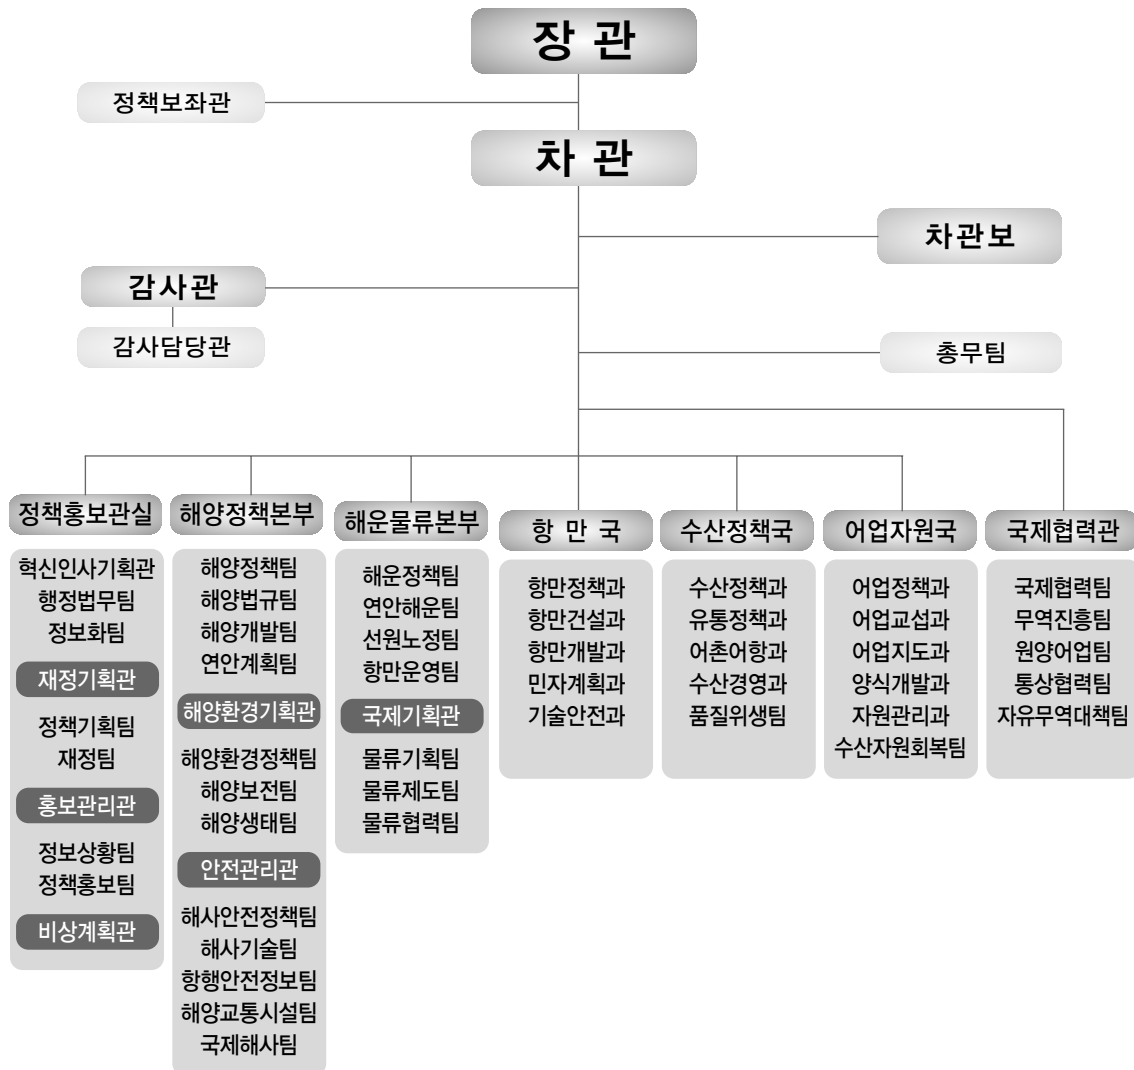 장 관
정책보좌관
차 관
차관보
감사관
감사담당관
총무팀
정책홍보관실
혁신인사기획관
행정법무팀
정보화팀
재정기획관
정책기획팀
재정팀
홍보관리관
정보상황팀
정책홍보팀
비상계획관
해양정책본부
해양정책팀
해양법규팀
해양개발팀
연안계획팀
해양환경기획관
해양환경정책팀
해양보전팀
해양생태팀
안전관리관
해사안전정책팀
해사기술팀
항행안전정보팀
해양교통시설팀
국제해사팀
해운물류본부
해운정책팀
연안해운팀
선원노정팀
항만운영팀
국제기획관
물류기획팀
물류제도팀
물류협력팀
항 만 국
항만정책과
항만건설과
항만개발과
민자계획과
기술안전과
수산정책국
수산정책과
유통정책과
어촌어항과
수산경영과
품질위생팀
어업자원국
어업정책과
어업교섭과
어업지도과
양식개발과
자원관리과
수산자원회복팀
국제협력관
국제협력팀
무역진흥팀
원양어업팀
통상협력팀
자유무역대책팀